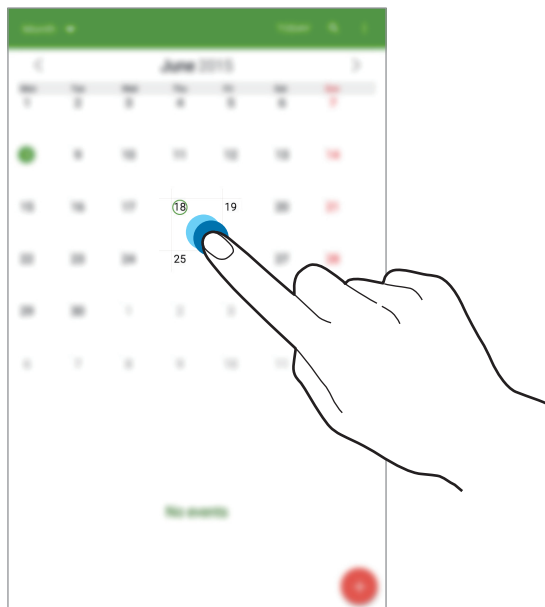 Month TODAY
June 2015
Mon Tue Wed Thu Fri Sat Sun
1 2 3 4 5 6 7
8 9 10 11 12 13 14
15 16 17 18 19 20 21
22 23 24 25 27 28
29 30 1 2 3
6 7 8 9 10 11
No events